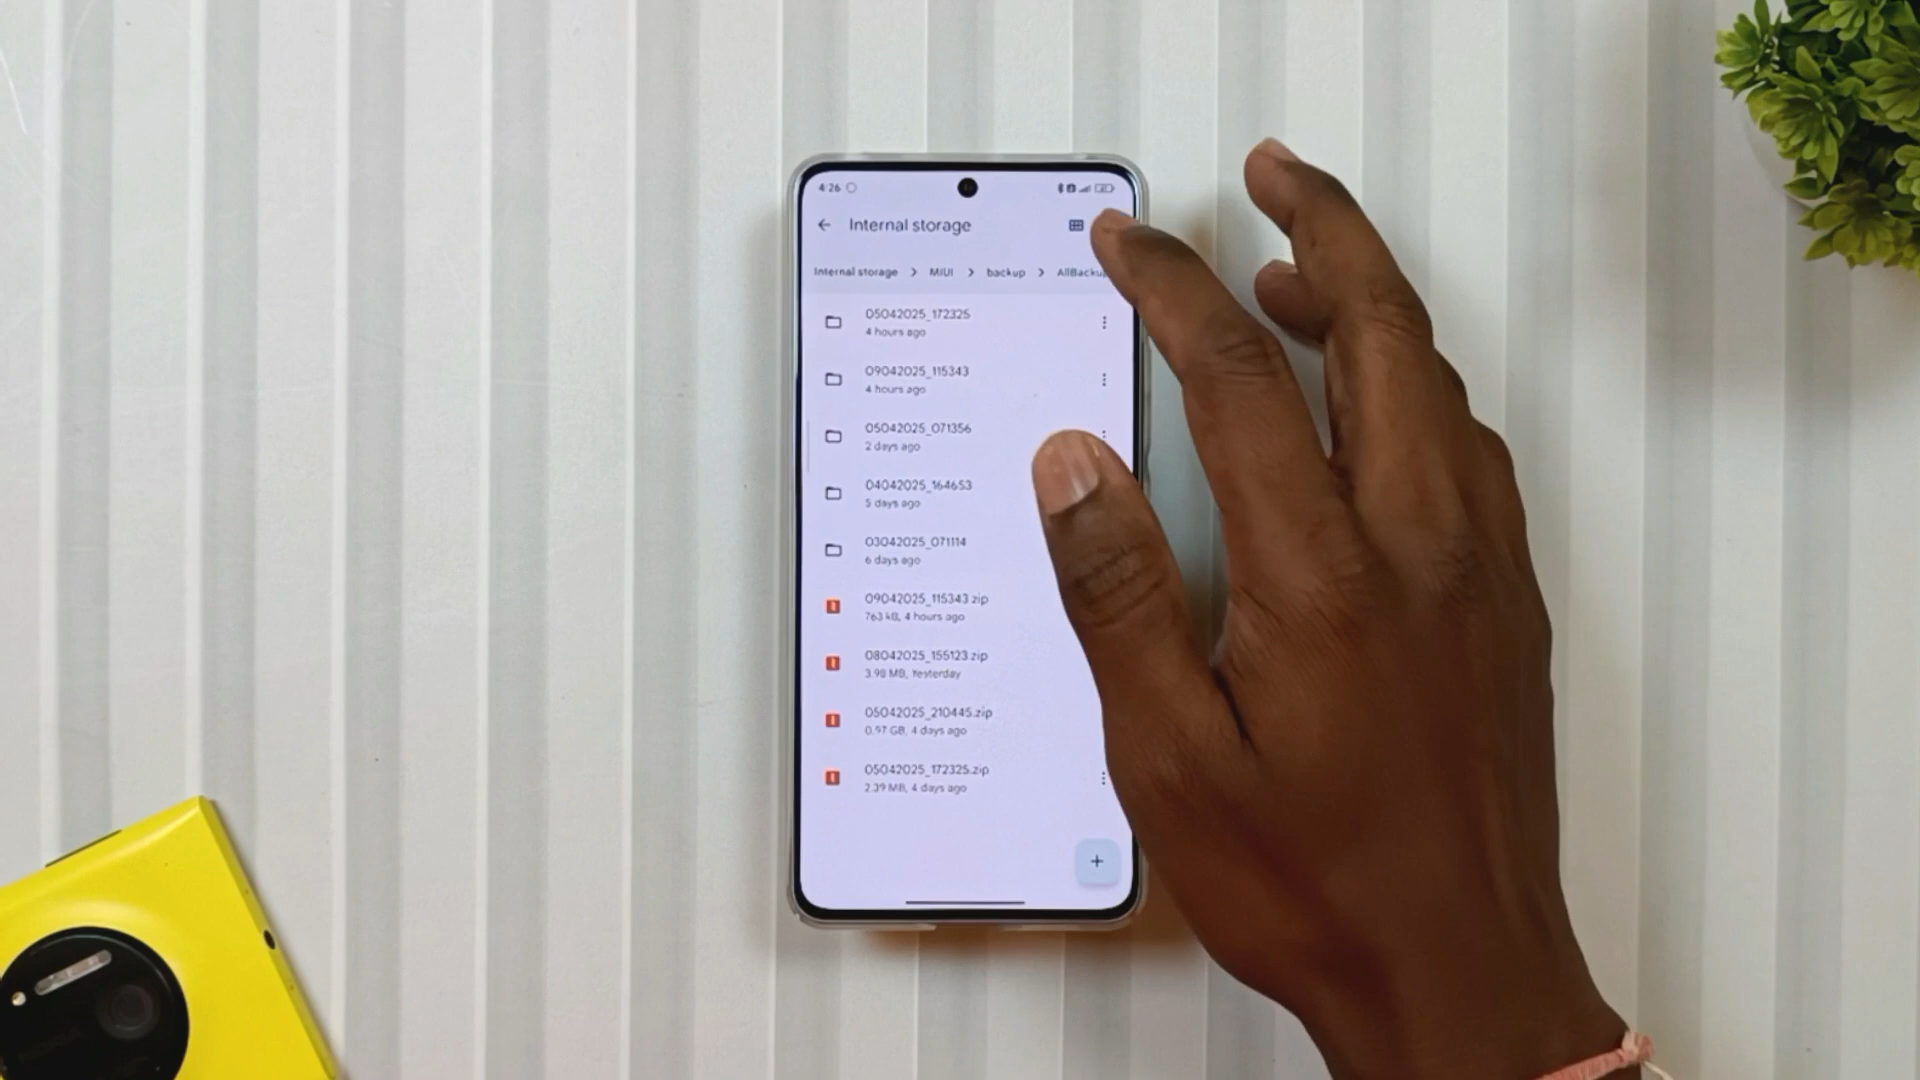 4:26
Internal storage
Internal storage > MIUI > backup > AllBacku
05042025_172325
4 hours ago
09042025_115343
4 hours ago
05042025_071356
2 days ago
04042025_164653
5 days ago
03042025_071114
6 days ago
09042025_115343.zip
763 kB, 4 hours ago
08042025_155123.zip
3.98 MB, Yesterday
05042025_210445.zip
0.97 GB, 4 days ago
05042025_172325.zip
2.39 MB, 4 days ago